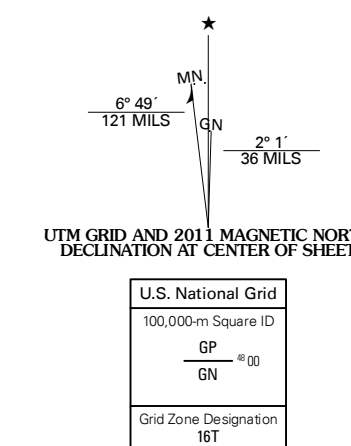 ★
MN
6° 49´
121 MILS
GN
2° 1´
36 MILS
UTM GRID AND 2011 MAGNETIC
DECLINATION AT CENTER OF SHEET
U.S. National Grid
100,000-m Square ID
GP
48 00
GN
Grid Zone Designation
16T